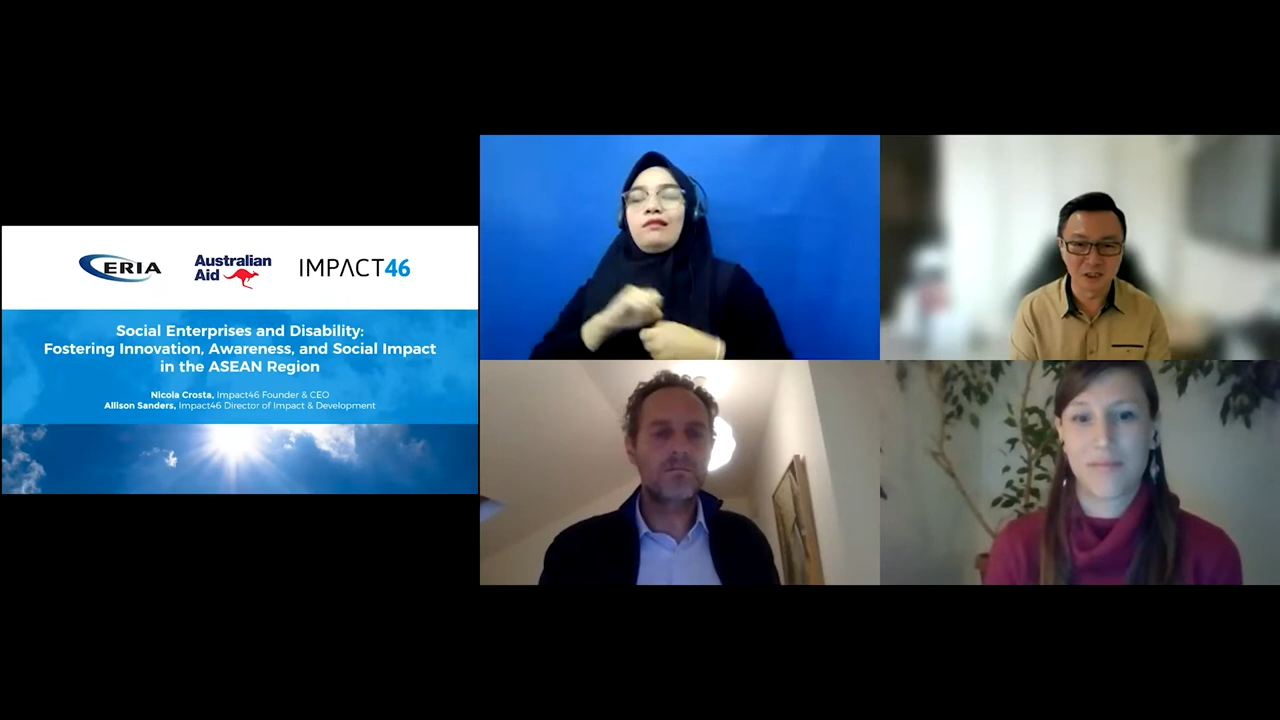 ERIA
Australian
Aid
IMPACT46
Social Enterprises and Disability:
Fostering Innovation, Awareness, and Social Impact
in the ASEAN Region
Nicola Crosta, Impact46 Founder & CEO
Allison Sanders, Impact46 Director of Impact & Development